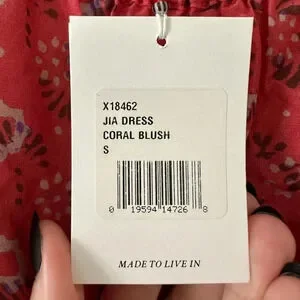 X18462
JIA DRESS
CORAL BLUSH
S
0 19594 14726 8
MADE TO LIVE IN